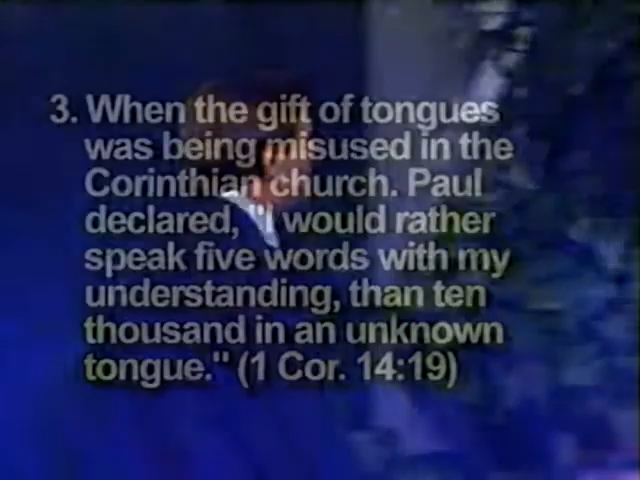 3. When the gift of tongues
was being misused in the
Corinthian church. Paul
declared, "I would rather
speak five words with my
understanding, than ten
thousand in an unknown
tongue." (1 Cor. 14:19)